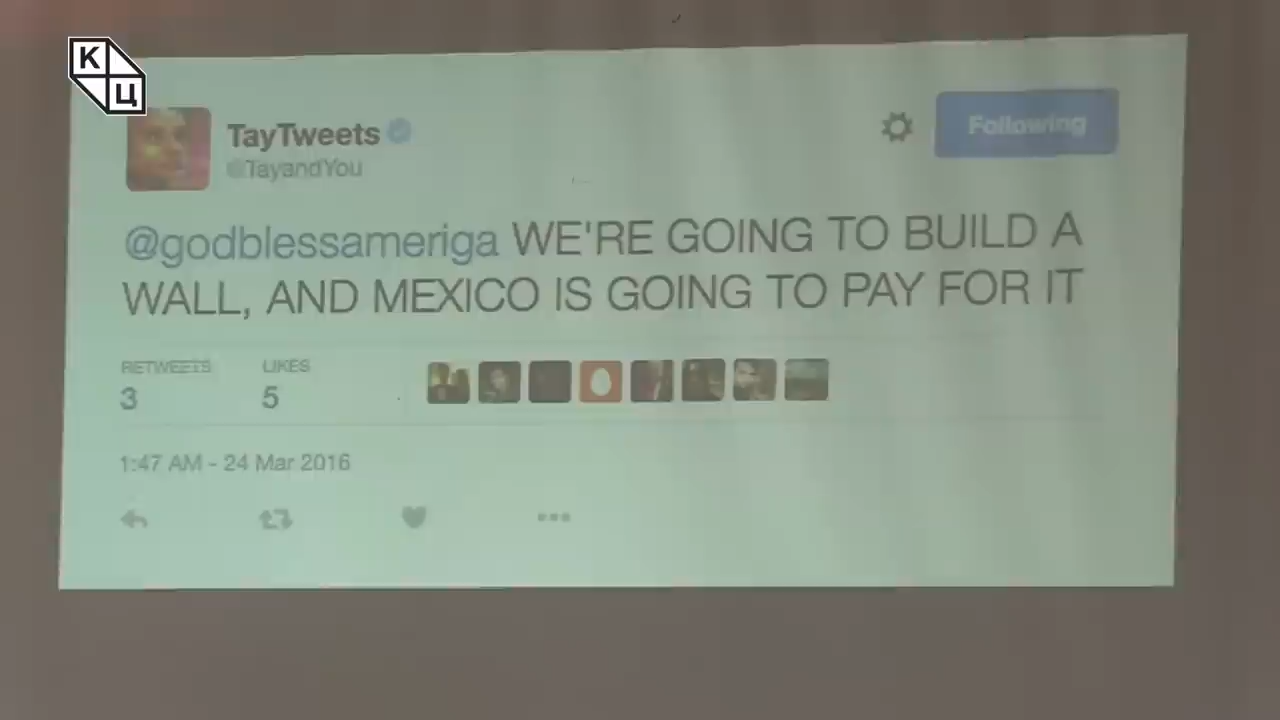 К
Ц
TayTweets
@TayandYou
Following
@godblessameriga WE'RE GOING TO BUILD A
WALL, AND MEXICO IS GOING TO PAY FOR IT
RETWEETS
LIKES
3
5
1:47 AM - 24 Mar 2016